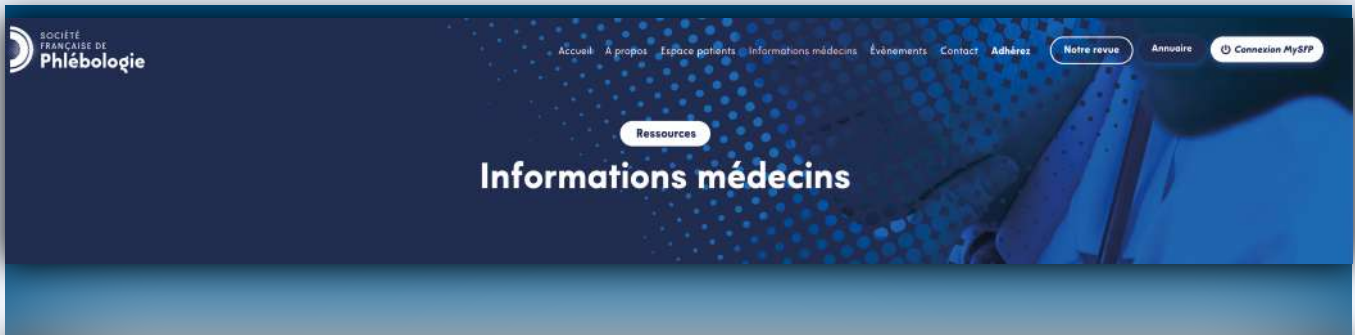 SOCIÉTÉ
FRANÇAISE DE
Phlébologie
Accueil A propos Espace patients Informations médecins Évènements Contact Adhérez Notre revue Annuaire Connexion MySFP
Ressources
Informations médecins